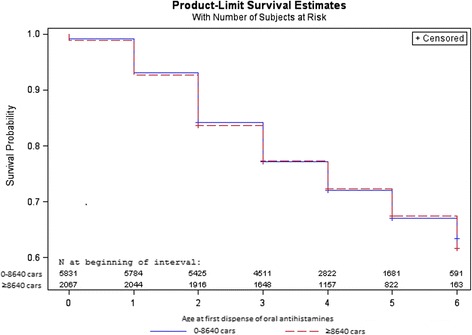 Product-Limit Survival Estimates
With Number of Subjects at Risk
+ Censored
1.0
0.9
0.8
0.7
0.6
Survival Probability
N at beginning of interval:
0-8640 cars 5831 5784 5425 4511 2822 1681 591
≥8640 cars 2067 2044 1916 1648 1157 822 163
0 1 2 3 4 5 6
Age at first dispense of oral antihistamines
0-8640 cars ≥8640 cars